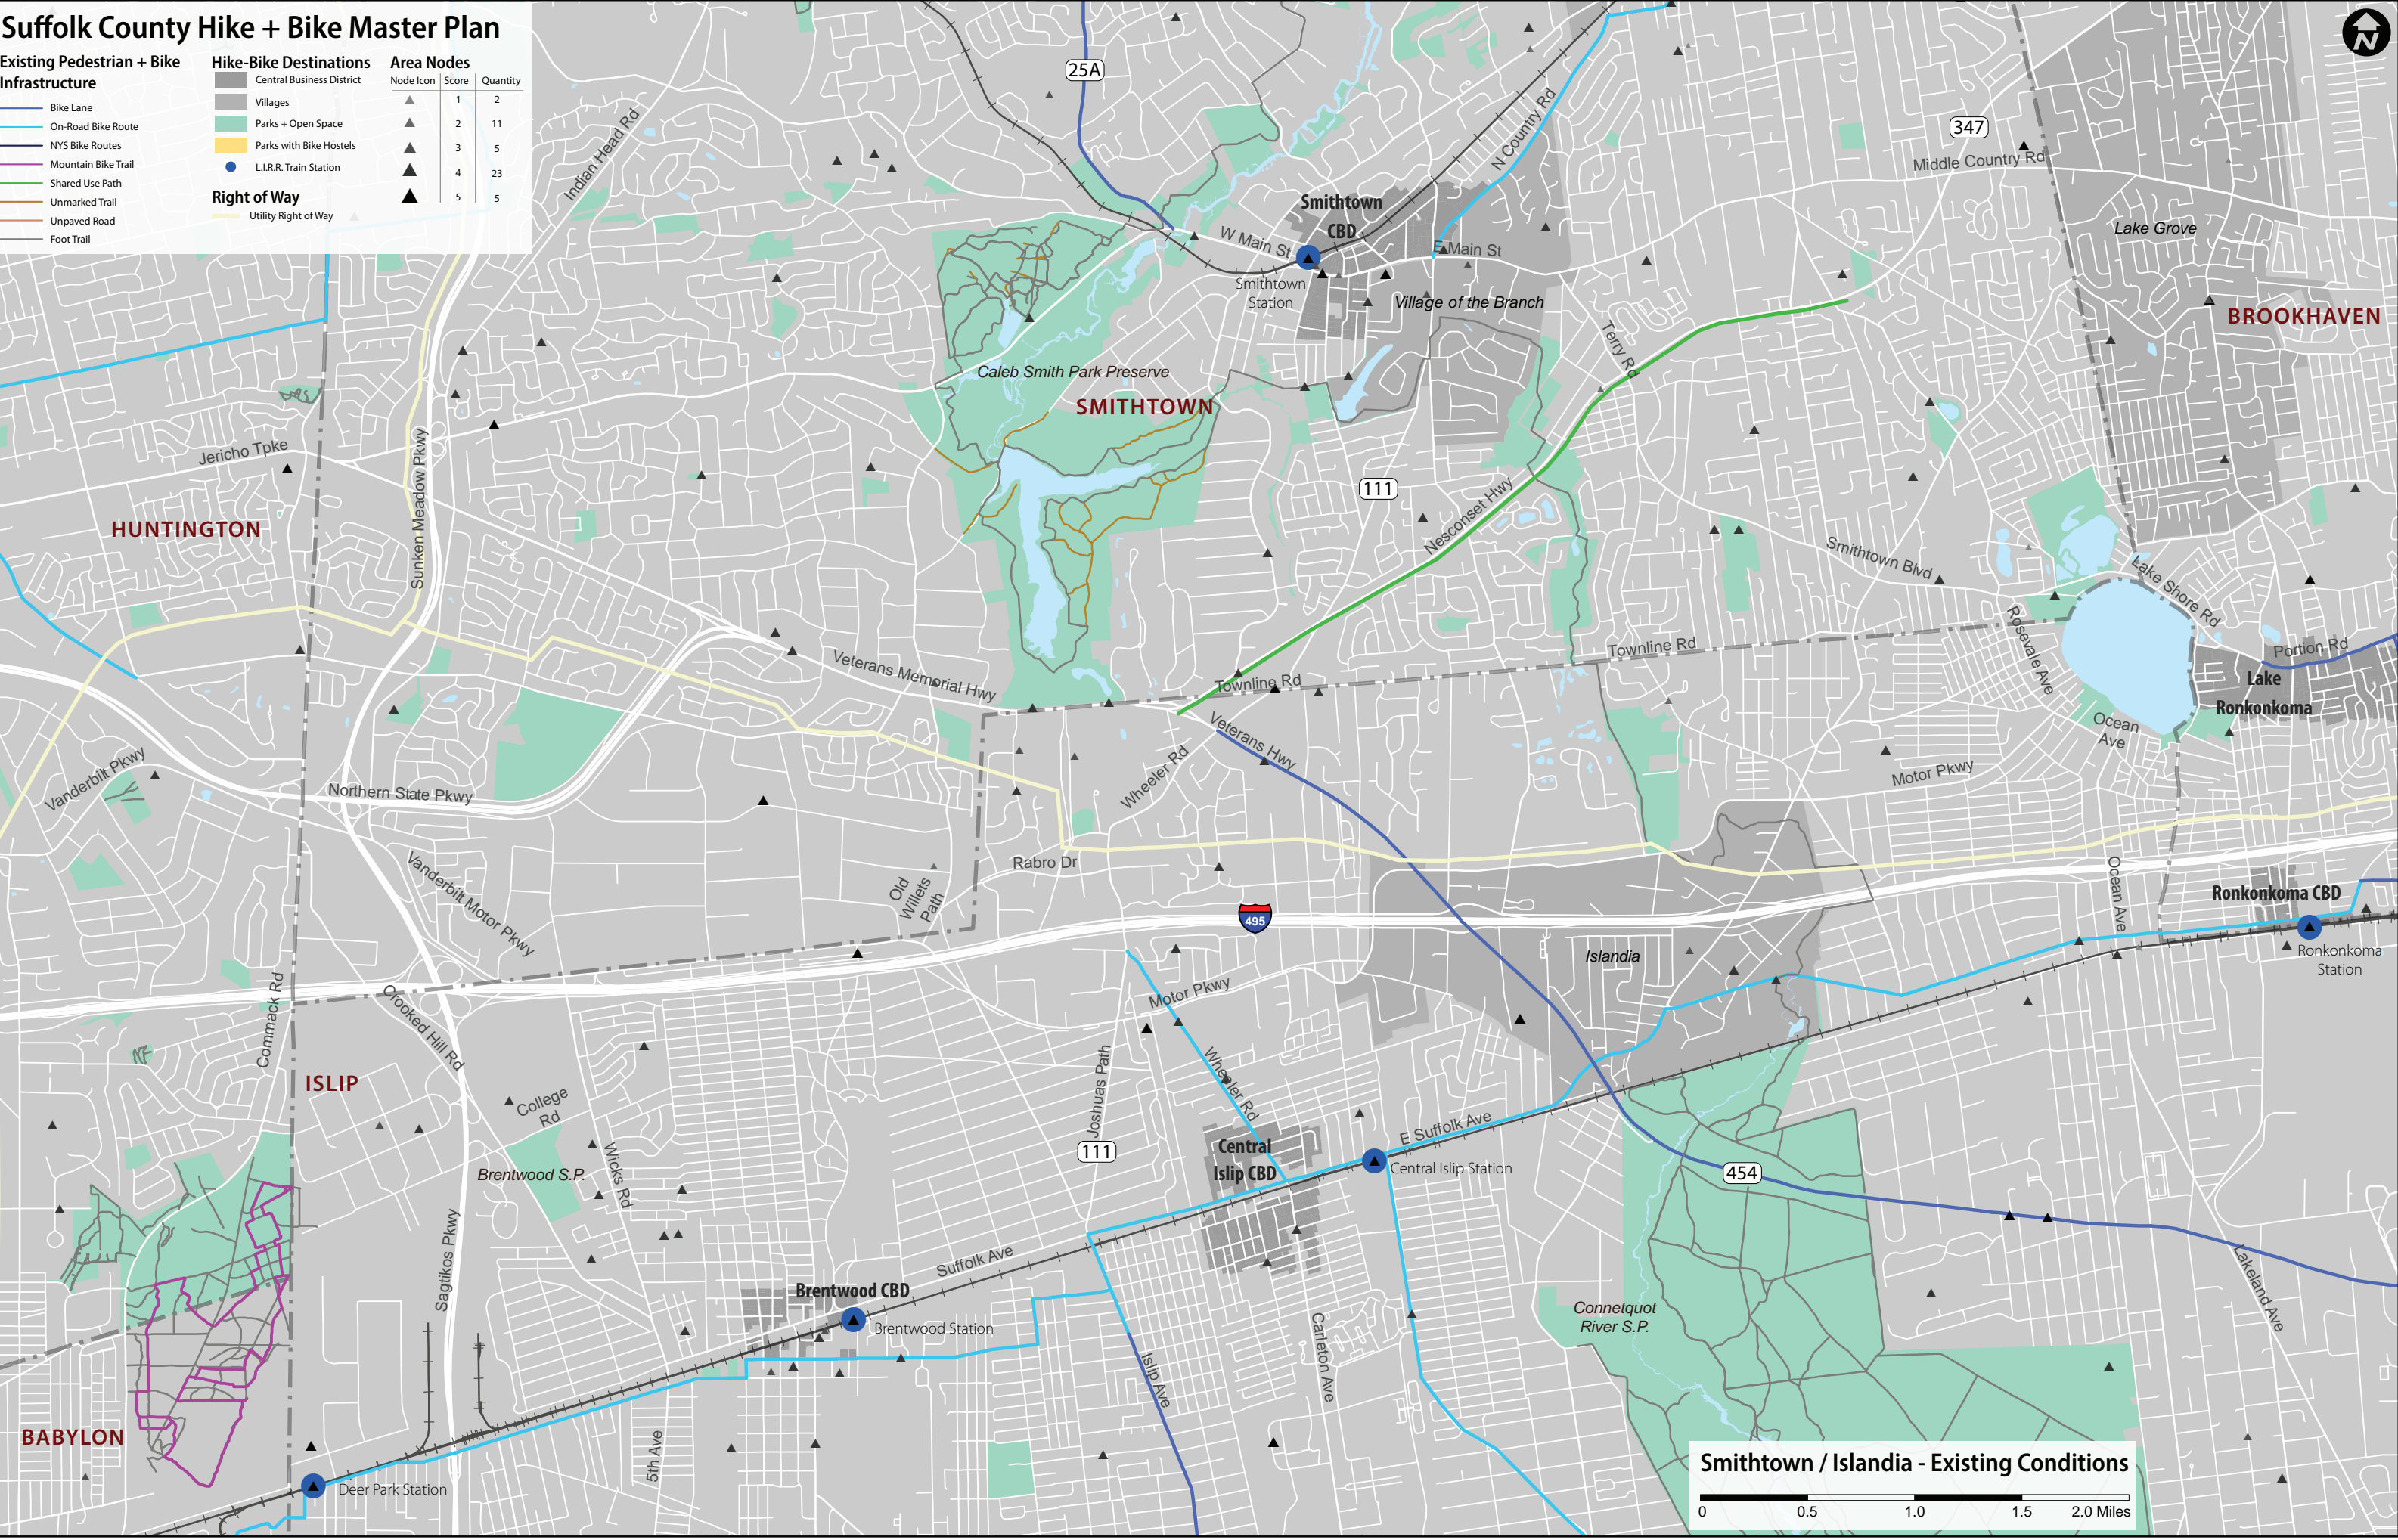 Suffolk County Hike + Bike Master Plan
Existing Pedestrian + Bike
Infrastructure
Bike Lane
On-Road Bike Route
NYS Bike Routes
Mountain Bike Trail
Shared Use Path
Unmarked Trail
Unpaved Road
Foot Trail
Hike-Bike Destinations
Central Business District
Villages
Parks + Open Space
Parks with Bike Hostels
L.I.R.R. Train Station
Right of Way
Utility Right of Way
Area Nodes
Node Icon Score Quantity
1 2
2 11
3 5
4 23
5 5
N
25A
Indian Head Rd
N Country Rd
347
Middle Country Rd
Smithtown
CBD
W Main St
E Main St
Smithtown
Station
Village of the Branch
Lake Grove
BROOKHAVEN
Terry Rd
Caleb Smith Park Preserve
SMITHTOWN
Jericho Tpke
Sunken Meadow Pkwy
HUNTINGTON
111
Nesconset Hwy
Smithtown Blvd
Lake Shore Rd
Rosevale Ave
Townline Rd
Portion Rd
Lake
Ronkonkoma
Ocean
Ave
Veterans Memorial Hwy
Townline Rd
Veterans Hwy
Wheeler Rd
Motor Pkwy
Vanderbilt Pkwy
Northern State Pkwy
Vanderbilt Motor Pkwy
Old
Willets
Path
Rabro Dr
495
Ocean Ave
Ronkonkoma CBD
Ronkonkoma
Station
Islandia
Motor Pkwy
Commack Rd
Crooked Hill Rd
Wheeler Rd
Joshuas Path
ISLIP
College
Rd
Brentwood S.P.
Wicks Rd
111
Central
Islip CBD
E Suffolk Ave
Central Islip Station
454
Sagtikos Pkwy
Suffolk Ave
Brentwood CBD
Brentwood Station
Lakeland Ave
Connetquot
River S.P.
Carleton Ave
Islip Ave
5th Ave
BABYLON
Deer Park Station
Smithtown / Islandia - Existing Conditions
0 0.5 1.0 1.5 2.0 Miles